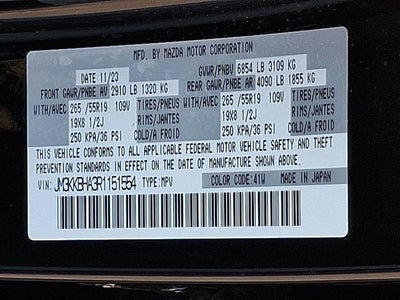 MFD. BY MAZDA MOTOR CORPORATION
DATE 11/23 GVWR/PNBV 6854 LB 3109 KG
FRONT GAWR/PNBE AV 2910 LB 1320 KG REAR GAWR/PNBE AR 4090 LB 1855 KG
WITH/AVEC 265 /55R19 109V TIRES/PNEUS WITH/AVEC 265 /55R19 109V TIRES/PNEUS
19X8 1/2J RIMS/JANTES 19X8 1/2J RIMS/JANTES
250 KPA/36 PSI COLD/A FROID 250 KPA/36 PSI COLD/A FROID
THIS VEHICLE CONFORMS TO ALL APPLICABLE FEDERAL MOTOR VEHICLE SAFETY AND THEFT
PREVENTION STANDARDS IN EFFECT ON THE DATE OF MANUFACTURE SHOWN ABOVE.
VIN: JM3KKBHA3R1151554 TYPE:MPV COLOR CODE:41W MADE IN JAPAN